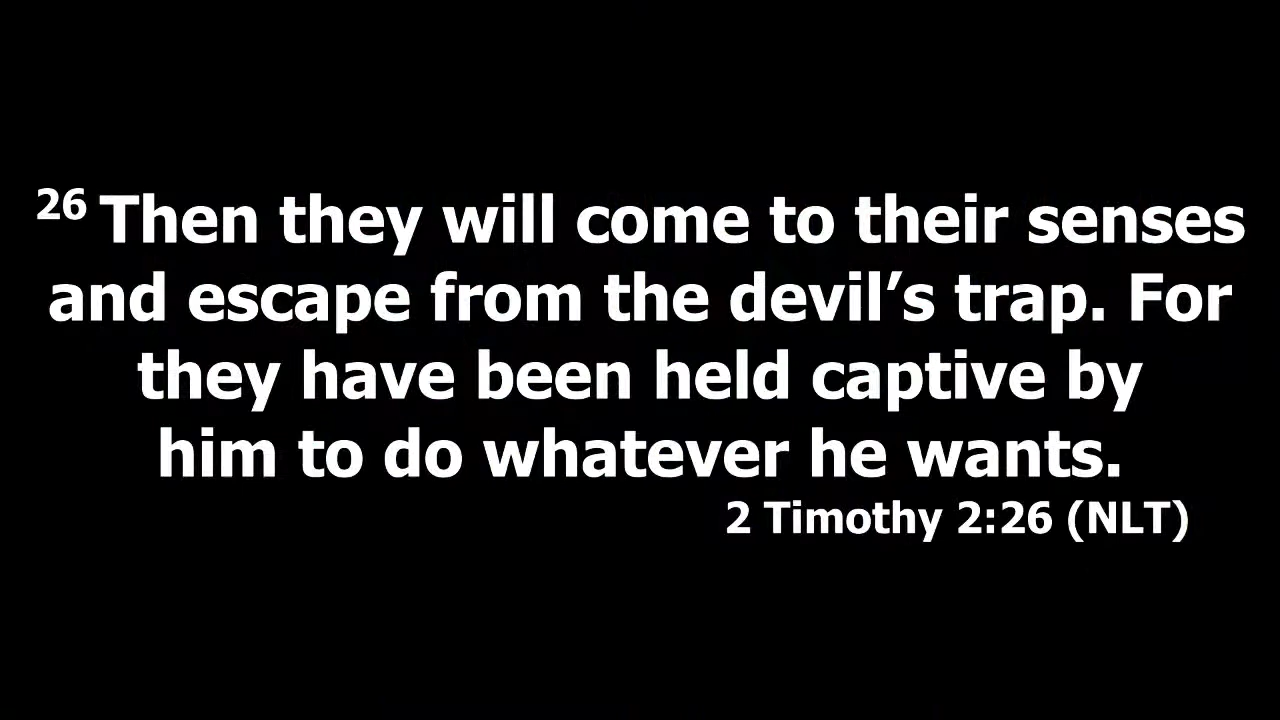 26 Then they will come to their senses
and escape from the devil’s trap. For
they have been held captive by
him to do whatever he wants.
2 Timothy 2:26 (NLT)